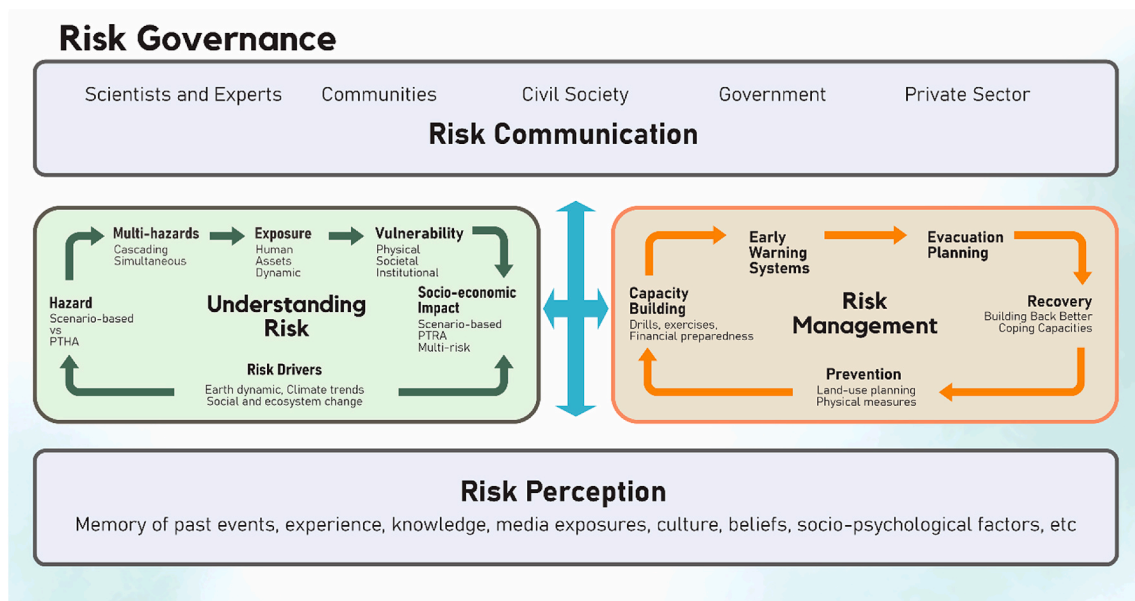 Risk Governance
Scientists and Experts
Communities
Civil Society
Government
Private Sector
Risk Communication
Multi-hazards
Cascading
Simultaneous
Exposure
Human
Assets
Dynamic
Vulnerability
Physical
Societal
Institutional
Hazard
Scenario-based
vs
PTHA
Understanding
Risk
Socio-economic
Impact
Scenario-based
PTRA
Multi-risk
Risk Drivers
Earth dynamic, Climate trends
Social and ecosystem change
Early
Warning
Systems
Evacuation
Planning
Capacity
Building
Drills, exercises,
Financial preparedness
Risk
Management
Recovery
Building Back Better
Coping Capacities
Prevention
Land-use planning
Physical measures
Risk Perception
Memory of past events, experience, knowledge, media exposures, culture, beliefs, socio-psychological factors, etc